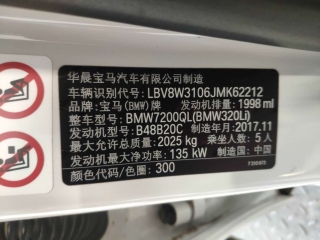 华晨宝马汽车有限公司制造
车辆识别代号: LBV8W3106JMK62212
品牌: 宝马(BMW)牌 发动机排量: 1998 ml
整车型号: BMW7200QL(BMW320Li)
发动机型号: B48B20C 制造年月: 2017.11
最大允许总质量: 2025 kg 乘坐人数: 5 人
发动机最大净功率: 135 kW 制造国: 中国
颜色代码/色圈: 300